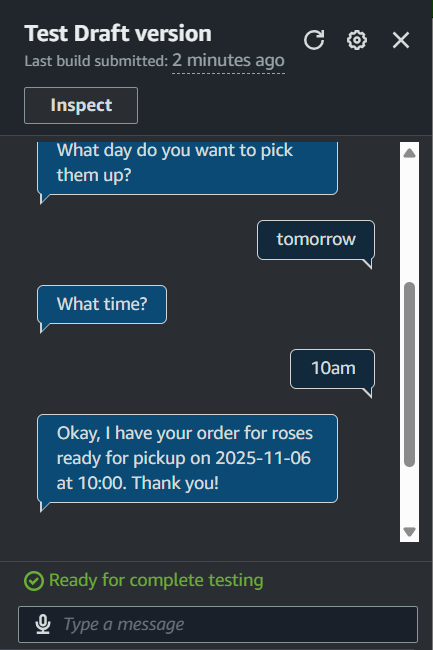 Test Draft version
Last build submitted: 2 minutes ago
Inspect
What day do you want to pick
them up?
tomorrow
What time?
10am
Okay, I have your order for roses
ready for pickup on 2025-11-06
at 10:00. Thank you!
Ready for complete testing
Type a message